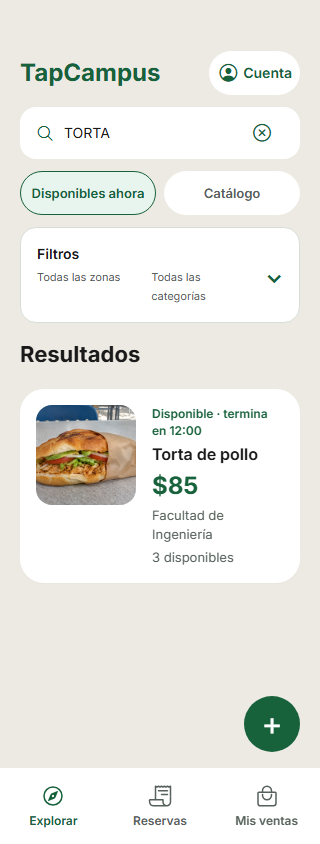 TapCampus
Cuenta
TORTA
Disponibles ahora
Catálogo
Filtros
Todas las zonas
Todas las
categorías
Resultados
Disponible · termina
en 12:00
Torta de pollo
$85
Facultad de
Ingeniería
3 disponibles
+
Explorar
Reservas
Mis ventas